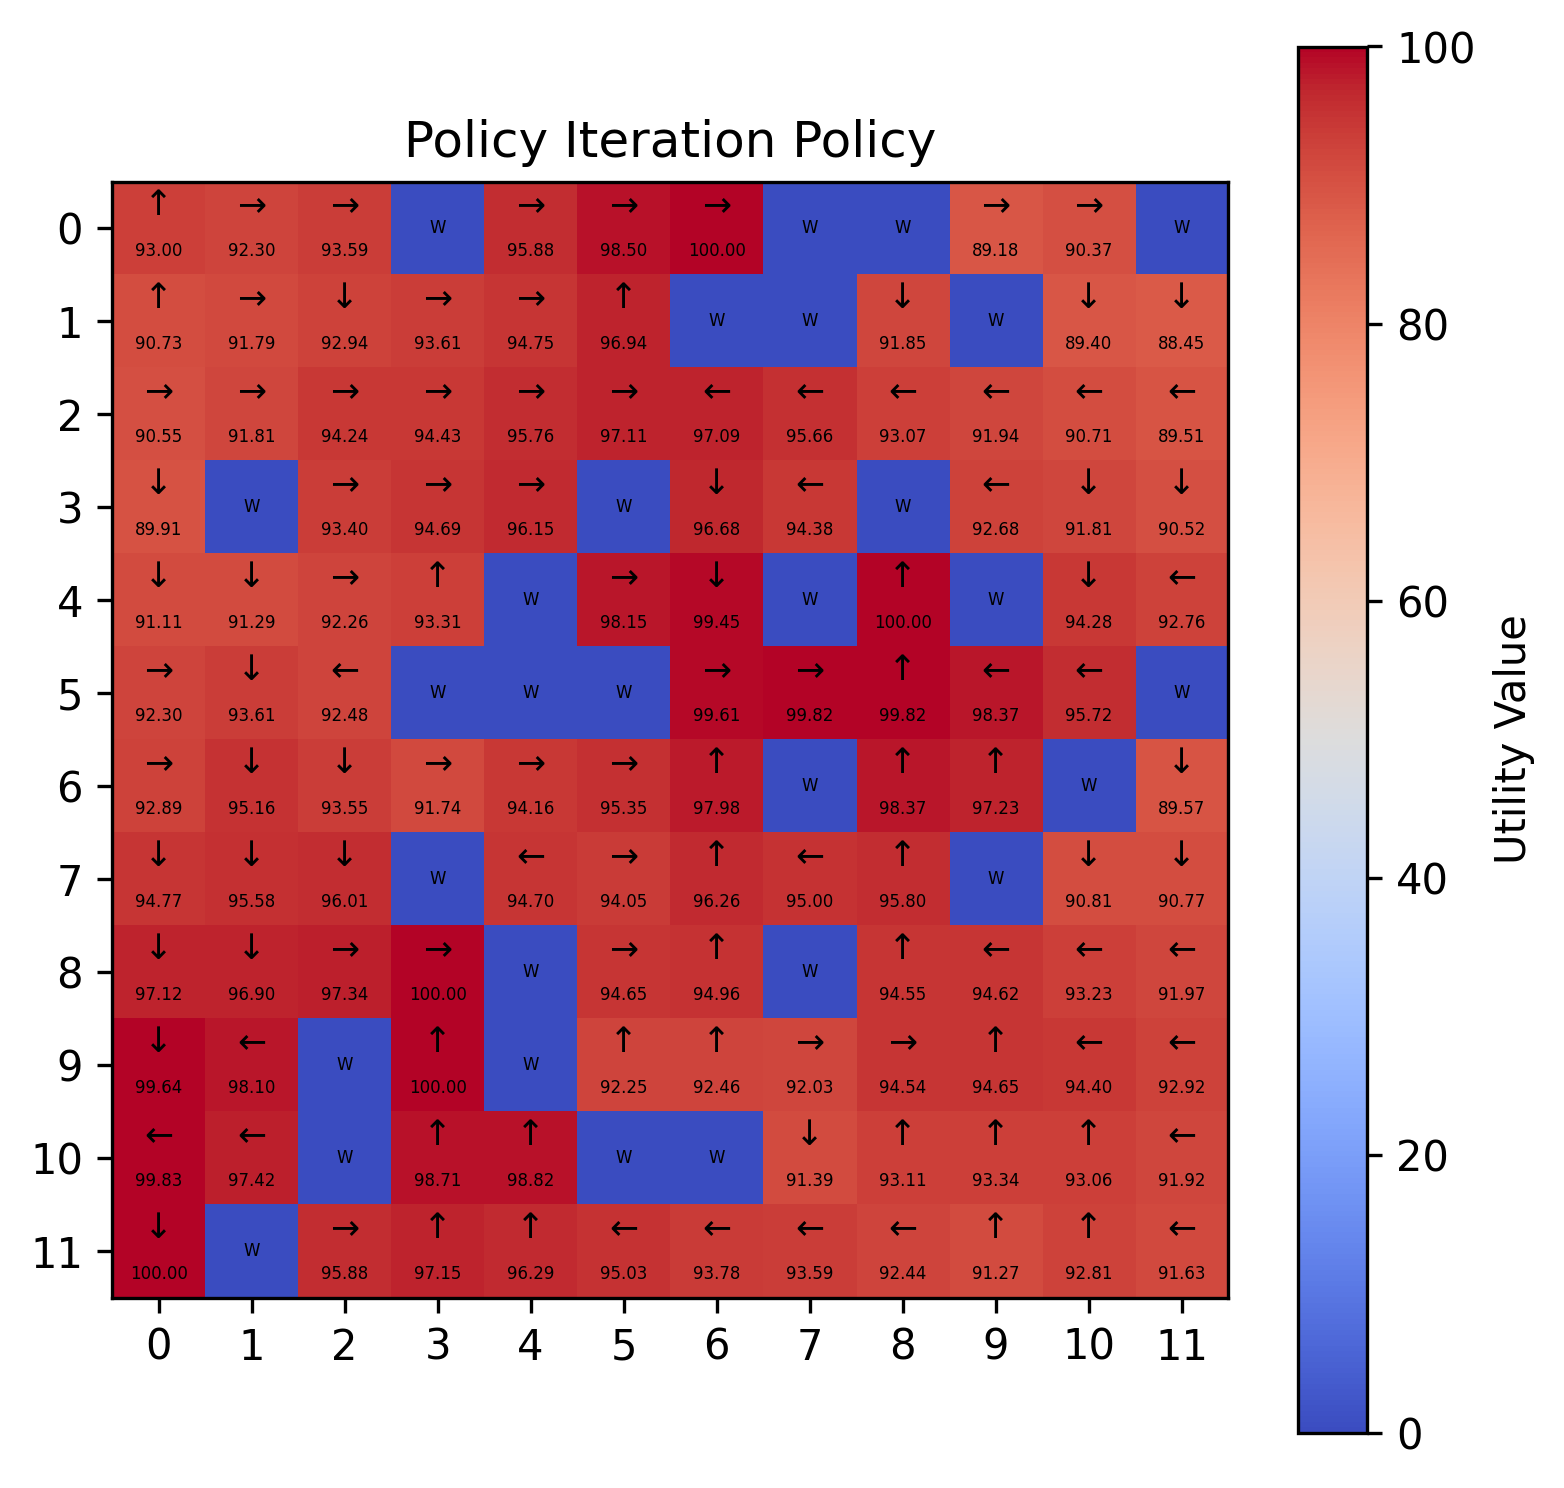 Policy Iteration Policy
↑ → → → → → → →
0 93.00 92.30 93.59 W 95.88 98.50 100.00 W W 89.18 90.37 W
↑ → ↓ → → ↑ ↓ ↓ ↓
1 90.73 91.79 92.94 93.61 94.75 96.94 W W 91.85 W 89.40 88.45
→ → → → → → ← ← ← ← ← ←
2 90.55 91.81 94.24 94.43 95.76 97.11 97.09 95.66 93.07 91.94 90.71 89.51
↓ → → → ↓ ← ← ↓ ↓
3 89.91 W 93.40 94.69 96.15 W 96.68 94.38 W 92.68 91.81 90.52
↓ ↓ → ↑ → ↓ ↑ ↓ ←
4 91.11 91.29 92.26 93.31 W 98.15 99.45 W 100.00 W 94.28 92.76
→ ↓ ← → → ↑ ← ←
5 92.30 93.61 92.48 W W W 99.61 99.82 99.82 98.37 95.72 W
→ ↓ ↓ → → → ↑ ↑ ↑ ↓
6 92.89 95.16 93.55 91.74 94.16 95.35 97.98 W 98.37 97.23 W 89.57
↓ ↓ ↓ ← → ↑ ← ↑ ↓ ↓
7 94.77 95.58 96.01 W 94.70 94.05 96.26 95.00 95.80 W 90.81 90.77
↓ ↓ → → → ↑ ↑ ← ← ←
8 97.12 96.90 97.34 100.00 W 94.65 94.96 W 94.55 94.62 93.23 91.97
↓ ← ↑ ↑ ↑ → → ↑ ← ←
9 99.64 98.10 W 100.00 W 92.25 92.46 92.03 94.54 94.65 94.40 92.92
← ← ↑ ↑ ↓ ↑ ↑ ↑ ←
10 99.83 97.42 W 98.71 98.82 W W 91.39 93.11 93.34 93.06 91.92
↓ → ↑ ↑ ← ← ← ← ↑ ↑ ←
11 100.00 W 95.88 97.15 96.29 95.03 93.78 93.59 92.44 91.27 92.81 91.63
0 1 2 3 4 5 6 7 8 9 10 11
100
80
60
40
20
0
Utility Value